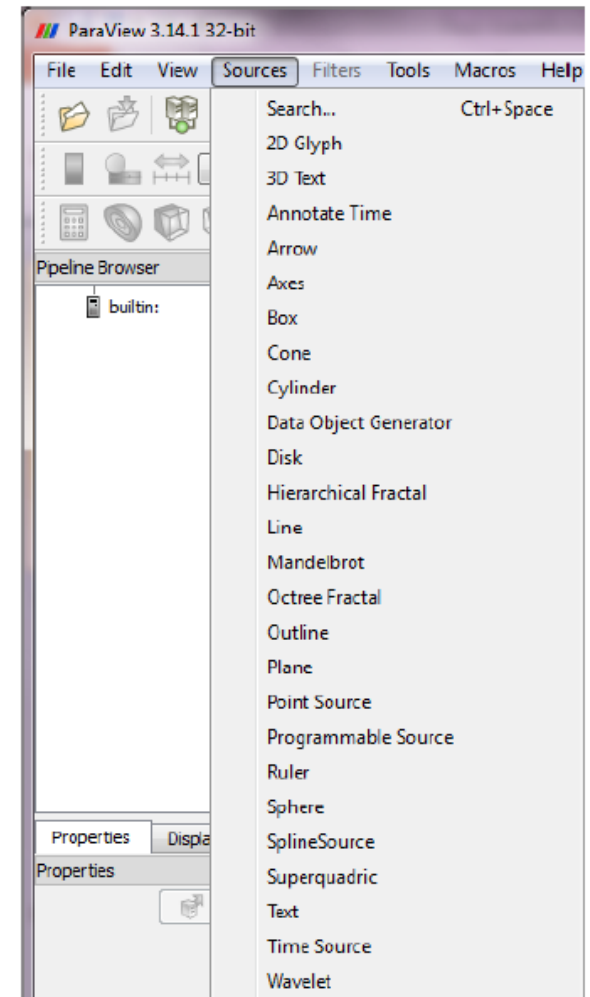 ParaView 3.14.1 32-bit
File Edit View Sources Filters Tools Macros Help
Search... Ctrl+Space
2D Glyph
3D Text
Annotate Time
Arrow
Pipeline Browser
Axes
builtin:
Box
Cone
Cylinder
Data Object Generator
Disk
Hierarchical Fractal
Line
Mandelbrot
Octree Fractal
Outline
Plane
Point Source
Programmable Source
Ruler
Sphere
Properties Displa
SplineSource
Properties
Superquadric
Text
Time Source
Wavelet